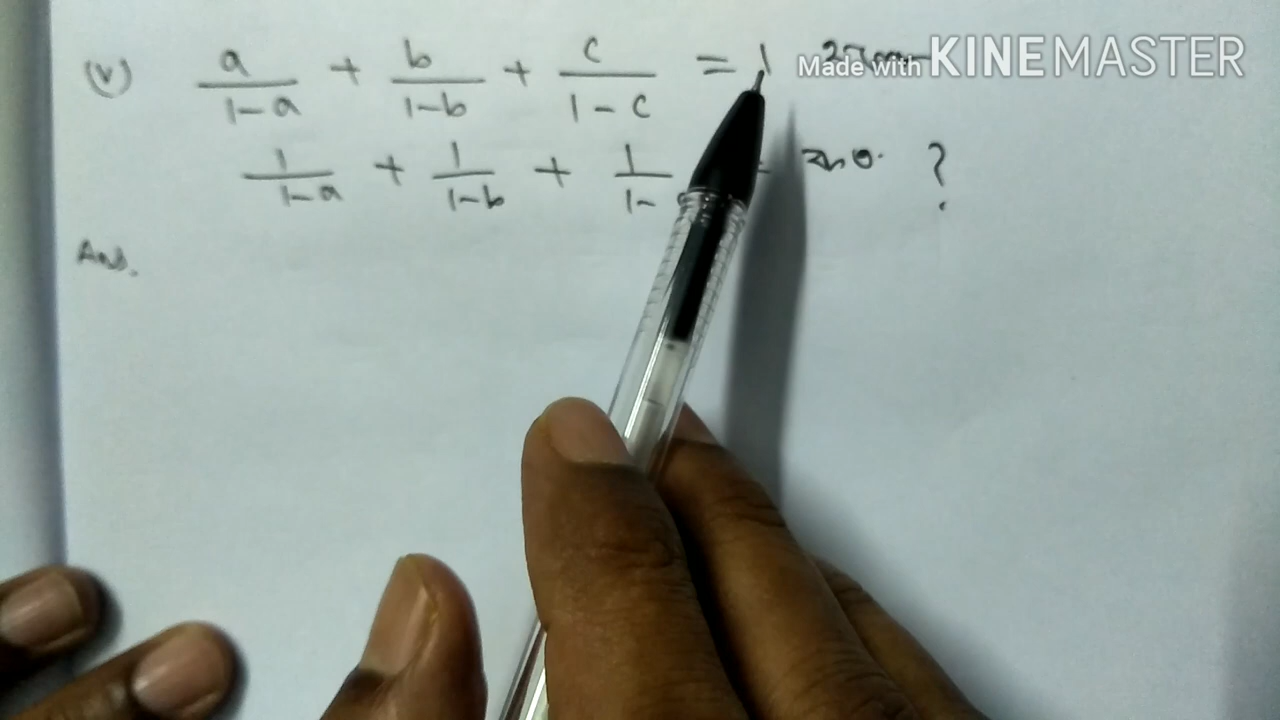 (v) a/1-a + b/1-b + c/1-c = 1
1/1-a + 1/1-b + 1/1- ?
Ans.
Made with KINEMASTER